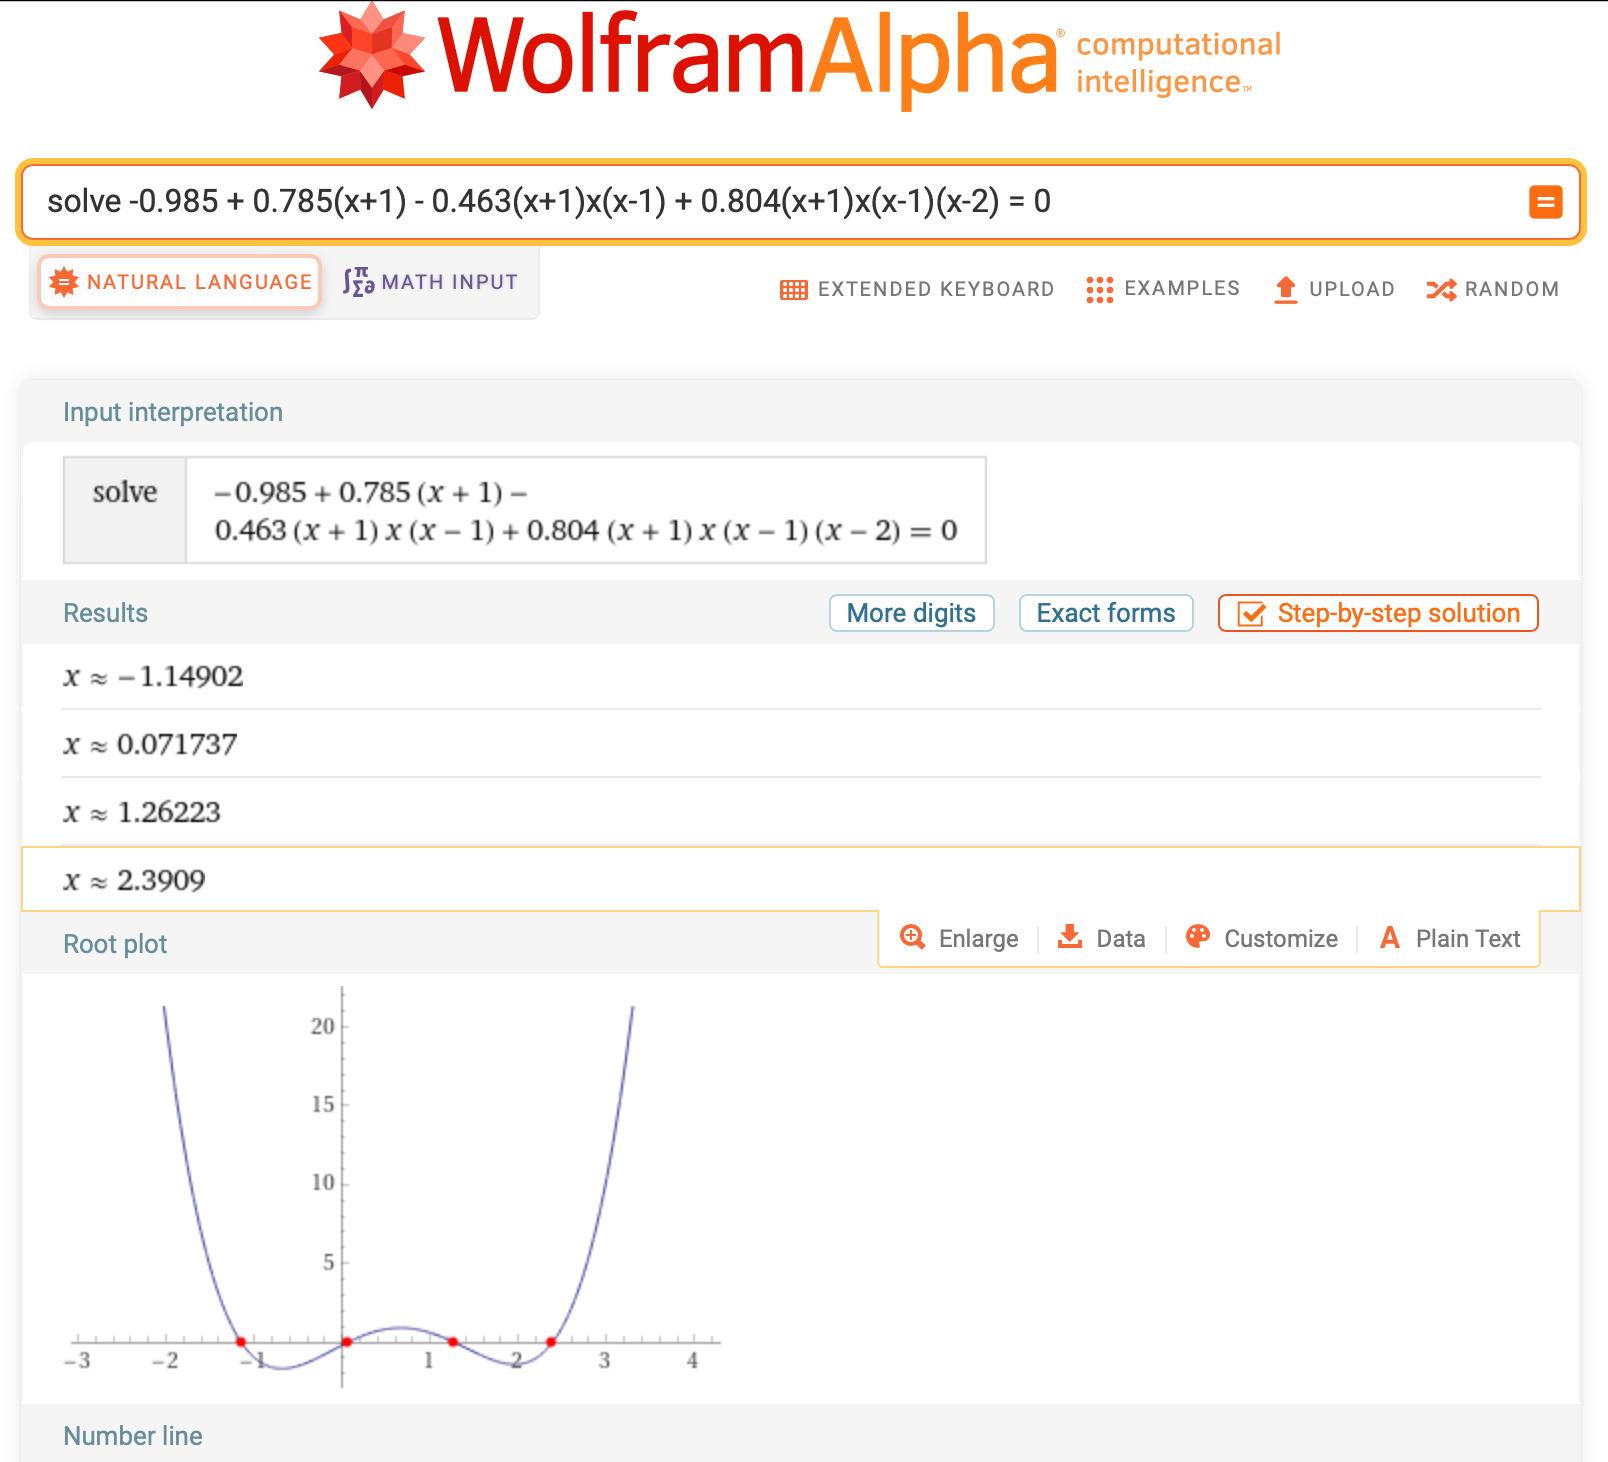 WolframAlpha® computational intelligence™
solve -0.985 + 0.785(x+1) - 0.463(x+1)x(x-1) + 0.804(x+1)x(x-1)(x-2) = 0
=
NATURAL LANGUAGE ∫π Σ∂ MATH INPUT EXTENDED KEYBOARD EXAMPLES UPLOAD RANDOM
Input interpretation
solve −0.985 + 0.785 (x + 1) −
0.463 (x + 1) x (x − 1) + 0.804 (x + 1) x (x − 1) (x − 2) = 0
Results More digits Exact forms Step-by-step solution
x ≈ −1.14902
x ≈ 0.071737
x ≈ 1.26223
x ≈ 2.3909
Root plot Enlarge Data Customize A Plain Text
20
15
10
5
−3 −2 −1 1 2 3 4
Number line